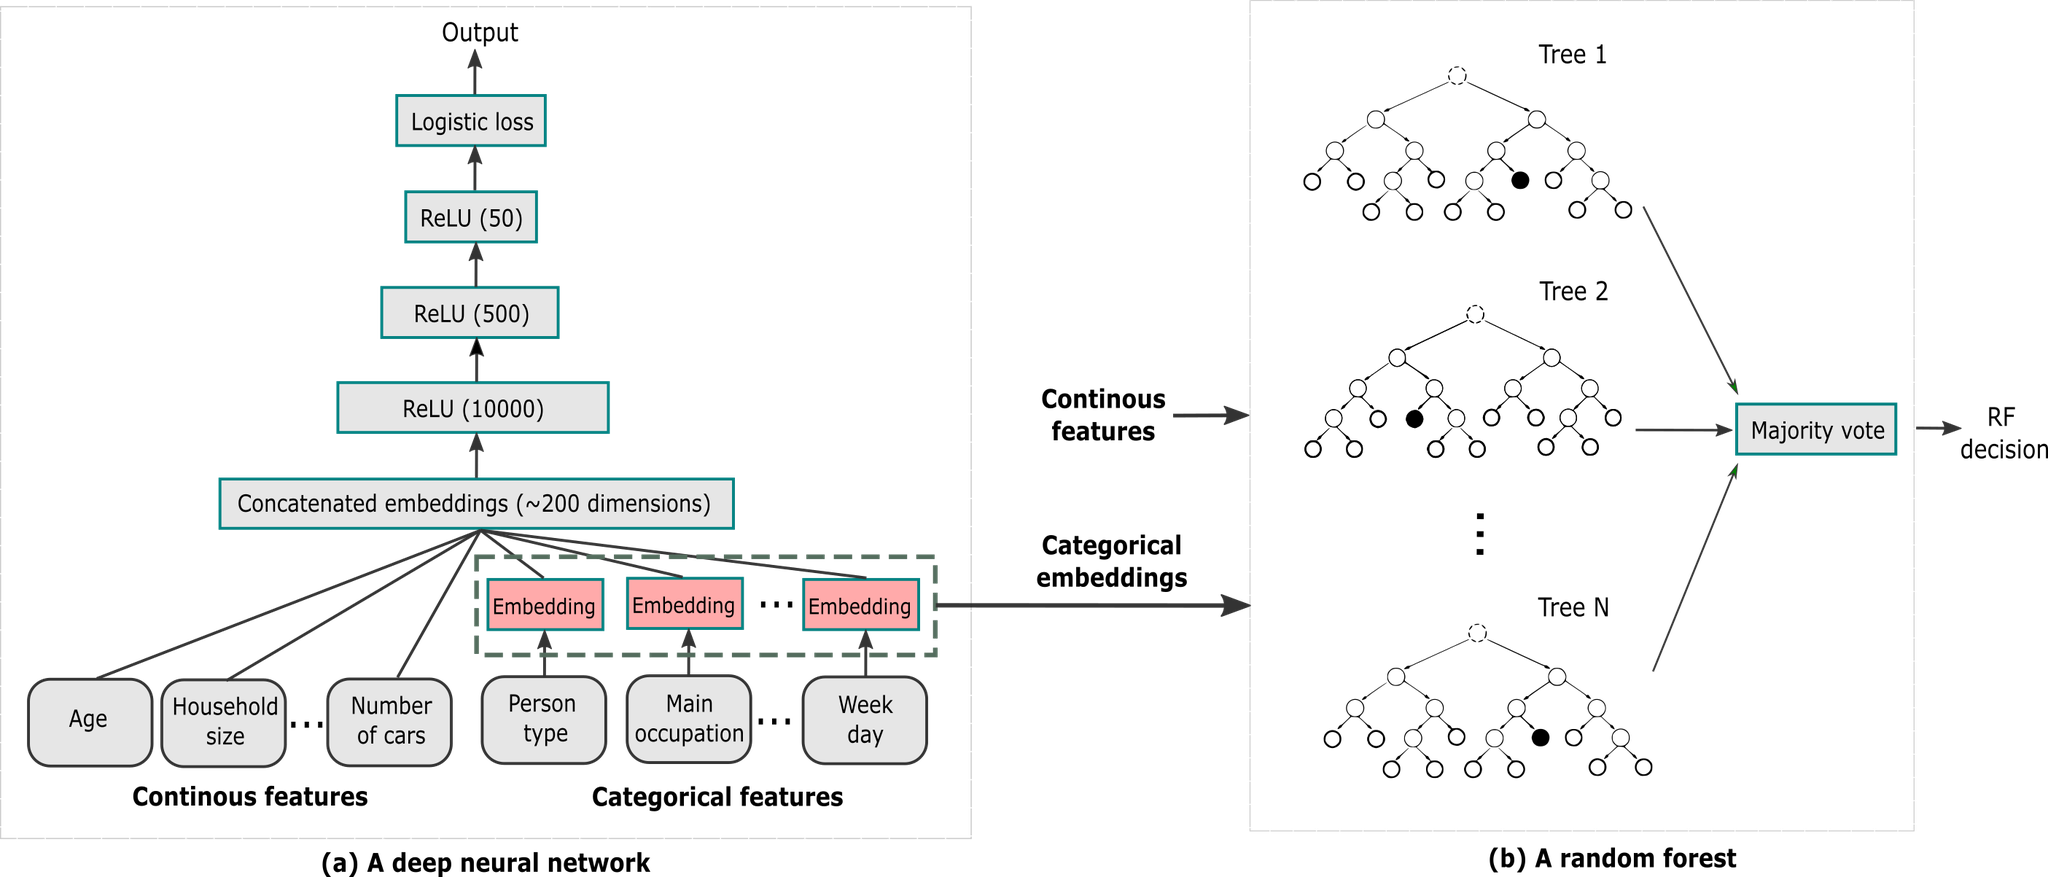 Output
Logistic loss
ReLU (50)
ReLU (500)
ReLU (10000)
Concatenated embeddings (~200 dimensions)
Embedding
Embedding
...
Embedding
Age
Household
size
...
Number
of cars
Person
type
Main
occupation
...
Week
day
Continous features
Categorical features
(a) A deep neural network
Continous
features
Categorical
embeddings
Tree 1
Tree 2
Tree N
Majority vote
RF
decision
(b) A random forest